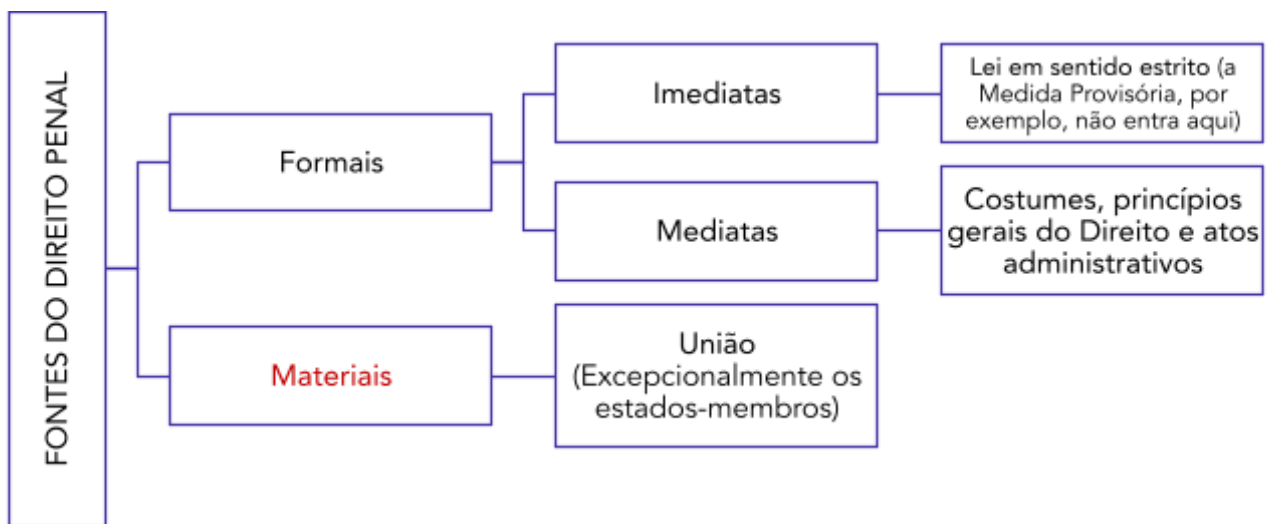 FONTES DO DIREITO PENAL
Formais
Imediatas
Lei em sentido estrito (a
Medida Provisória, por
exemplo, não entra aqui)
Mediatas
Costumes, princípios
gerais do Direito e atos
administrativos
Materiais
União
(Excepcionalmente os
estados-membros)